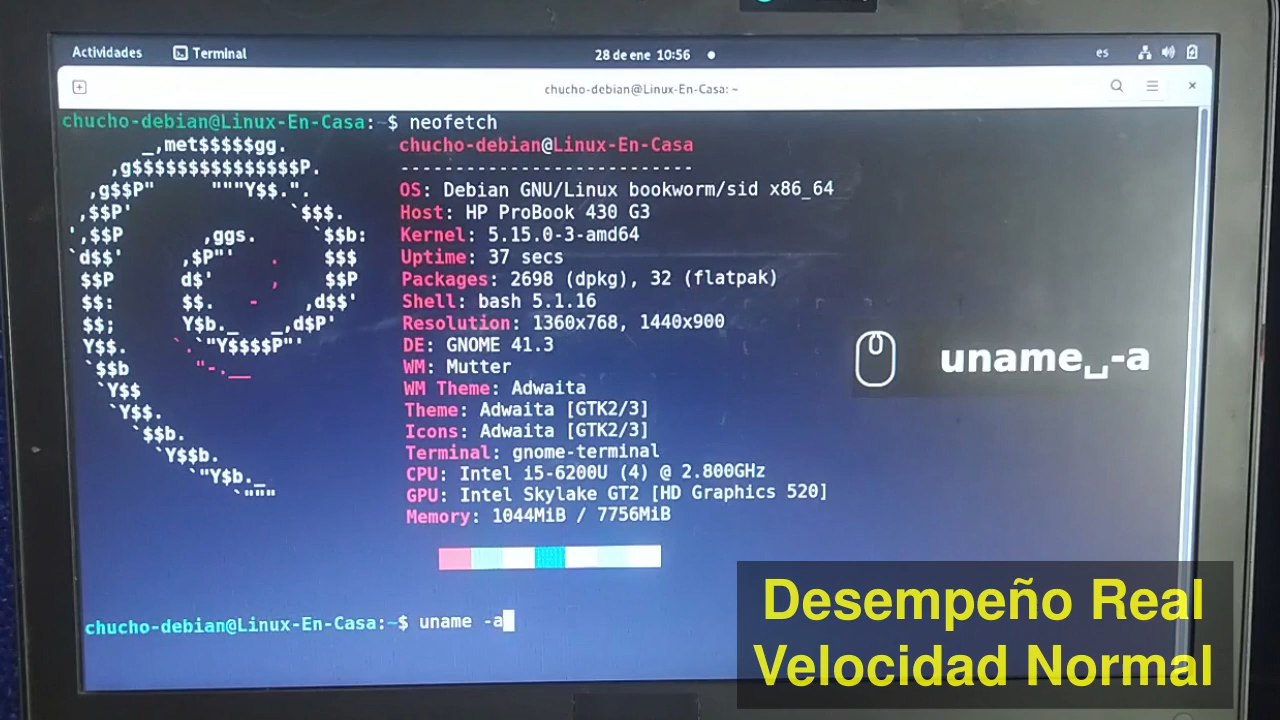 Actividades Terminal 28 de ene 10:56 es
chucho-debian@Linux-En-Casa: ~
chucho-debian@Linux-En-Casa:~$ neofetch
_,met$$$$$gg. chucho-debian@Linux-En-Casa
,g$$$$$$$$$$$$$$$P. ---------------------------
,g$$P" """Y$$.". OS: Debian GNU/Linux bookworm/sid x86_64
,$$P' `$$$. Host: HP ProBook 430 G3
',$$P ,ggs. `$$b: Kernel: 5.15.0-3-amd64
`d$$' ,$P"' . $$$ Uptime: 37 secs
$$P d$' , $$P Packages: 2698 (dpkg), 32 (flatpak)
$$: $$. - ,d$$' Shell: bash 5.1.16
$$; Y$b._ _,d$P' Resolution: 1360x768, 1440x900
Y$$. `.`"Y$$$$P"' DE: GNOME 41.3
`$$b "-.__ WM: Mutter
`Y$$ WM Theme: Adwaita
`Y$$. Theme: Adwaita [GTK2/3]
`$$b. Icons: Adwaita [GTK2/3]
`Y$$b. Terminal: gnome-terminal
`"Y$b._ CPU: Intel i5-6200U (4) @ 2.800GHz
`""" GPU: Intel Skylake GT2 [HD Graphics 520]
Memory: 1044MiB / 7756MiB
chucho-debian@Linux-En-Casa:~$ uname -a
uname␣-a
Desempeño Real
Velocidad Normal